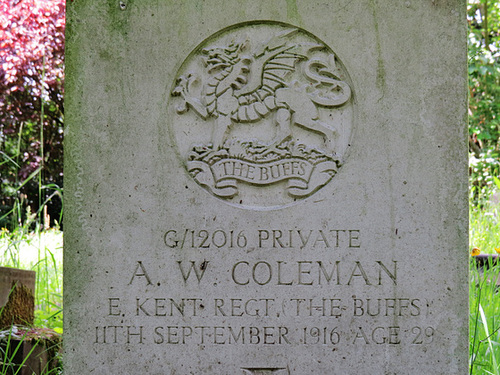 THE BUFFS
G/12016 PRIVATE
A. W. COLEMAN
E. KENT REGT. (THE BUFFS)
11TH SEPTEMBER 1916 AGE 29